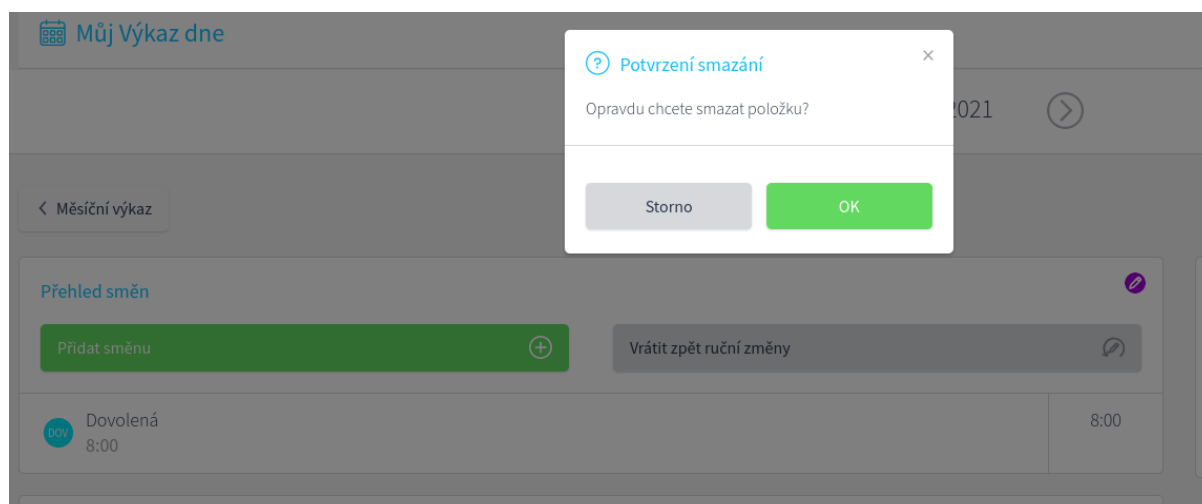 Můj Výkaz dne
Potvrzení smazání
Opravdu chcete smazat položku?
2021
Storno
OK
Měsíční výkaz
Přehled směn
Přidat směnu
Vrátit zpět ruční změny
DOV
Dovolená
8:00
8:00